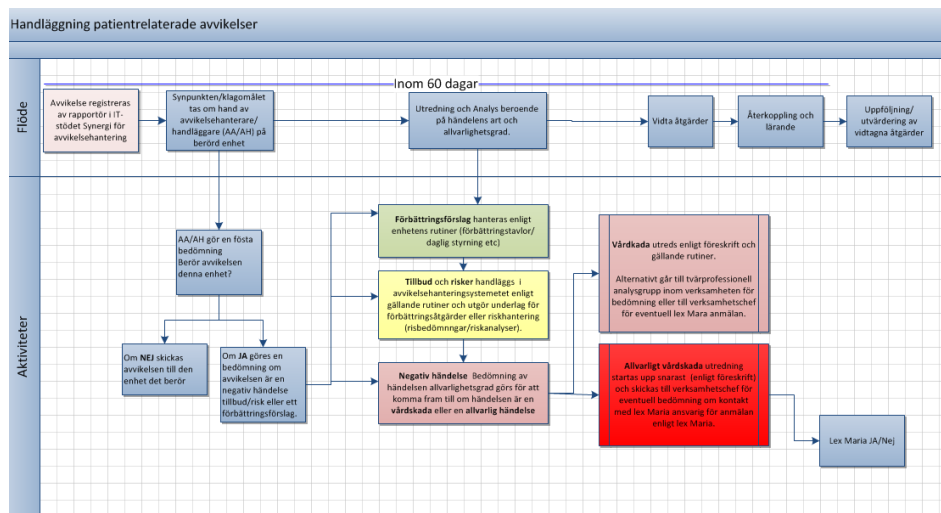 Handläggning patientrelaterade avvikelser
Flöde
Inom 60 dagar
Avvikelse registreras
av rapportör i IT-
stödet Synergi för
avvikelsehantering
Synpunkten/klagomålet
tas om hand av
avvikelsehanterare/
handläggare (AA/AH) på
berörd enhet
Utredning och Analys beroende
på händelsens art och
allvarlighetsgrad.
Vidta åtgärder
Återkoppling och
lärande
Uppföljning/
utvärdering av
vidtagna åtgärder
Aktiviteter
AA/AH gör en fösta
bedömning
Berör avvikelsen
denna enhet?
Om NEJ skickas
avvikelsen till den
enhet det berör
Om JA göres en
bedömning om
avvikelsen är en
negativ händelse
tillbud/risk eller ett
förbättringsförslag.
Förbättringsförslag hanteras enligt
enhetens rutiner (förbättringstavlor/
daglig styrning etc)
Tillbud och risker handläggs i
avvikelsehanteringsystemetet enligt
gällande rutiner och utgör underlag för
förbättringsåtgärder eller riskhantering
(risbedömnngar/riskanalyser).
Negativ händelse Bedömning av
händelsen allvarlighetsgrad görs för att
komma fram till om händelsen är en
vårdskada eller en allvarlig händelse
Vårdkada utreds enligt föreskrift och
gällande rutiner.
Alternativt går till tvärprofessionell
analysgrupp inom verksamheten för
bedömning eller till verksamhetschef
för eventuell lex Mara anmälan.
Allvarligt vårdskada utredning
startas upp snarast (enligt föreskrift)
och skickas till verksamhetschef för
eventuell bedömning om kontakt
med lex Maria ansvarig för anmälan
enligt lex Maria.
Lex Maria JA/Nej